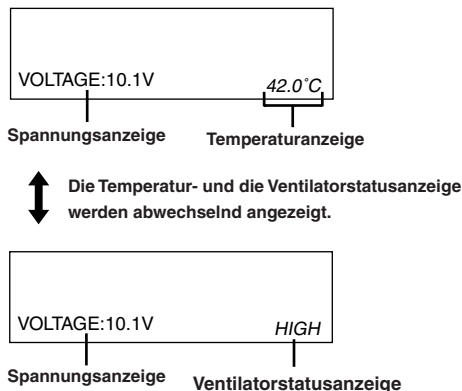 VOLTAGE:10.1V
42.0˚C
Spannungsanzeige
Temperaturanzeige
Die Temperatur- und die Ventilatorstatusanzeige
werden abwechselnd angezeigt.
VOLTAGE:10.1V
HIGH
Spannungsanzeige
Ventilatorstatusanzeige